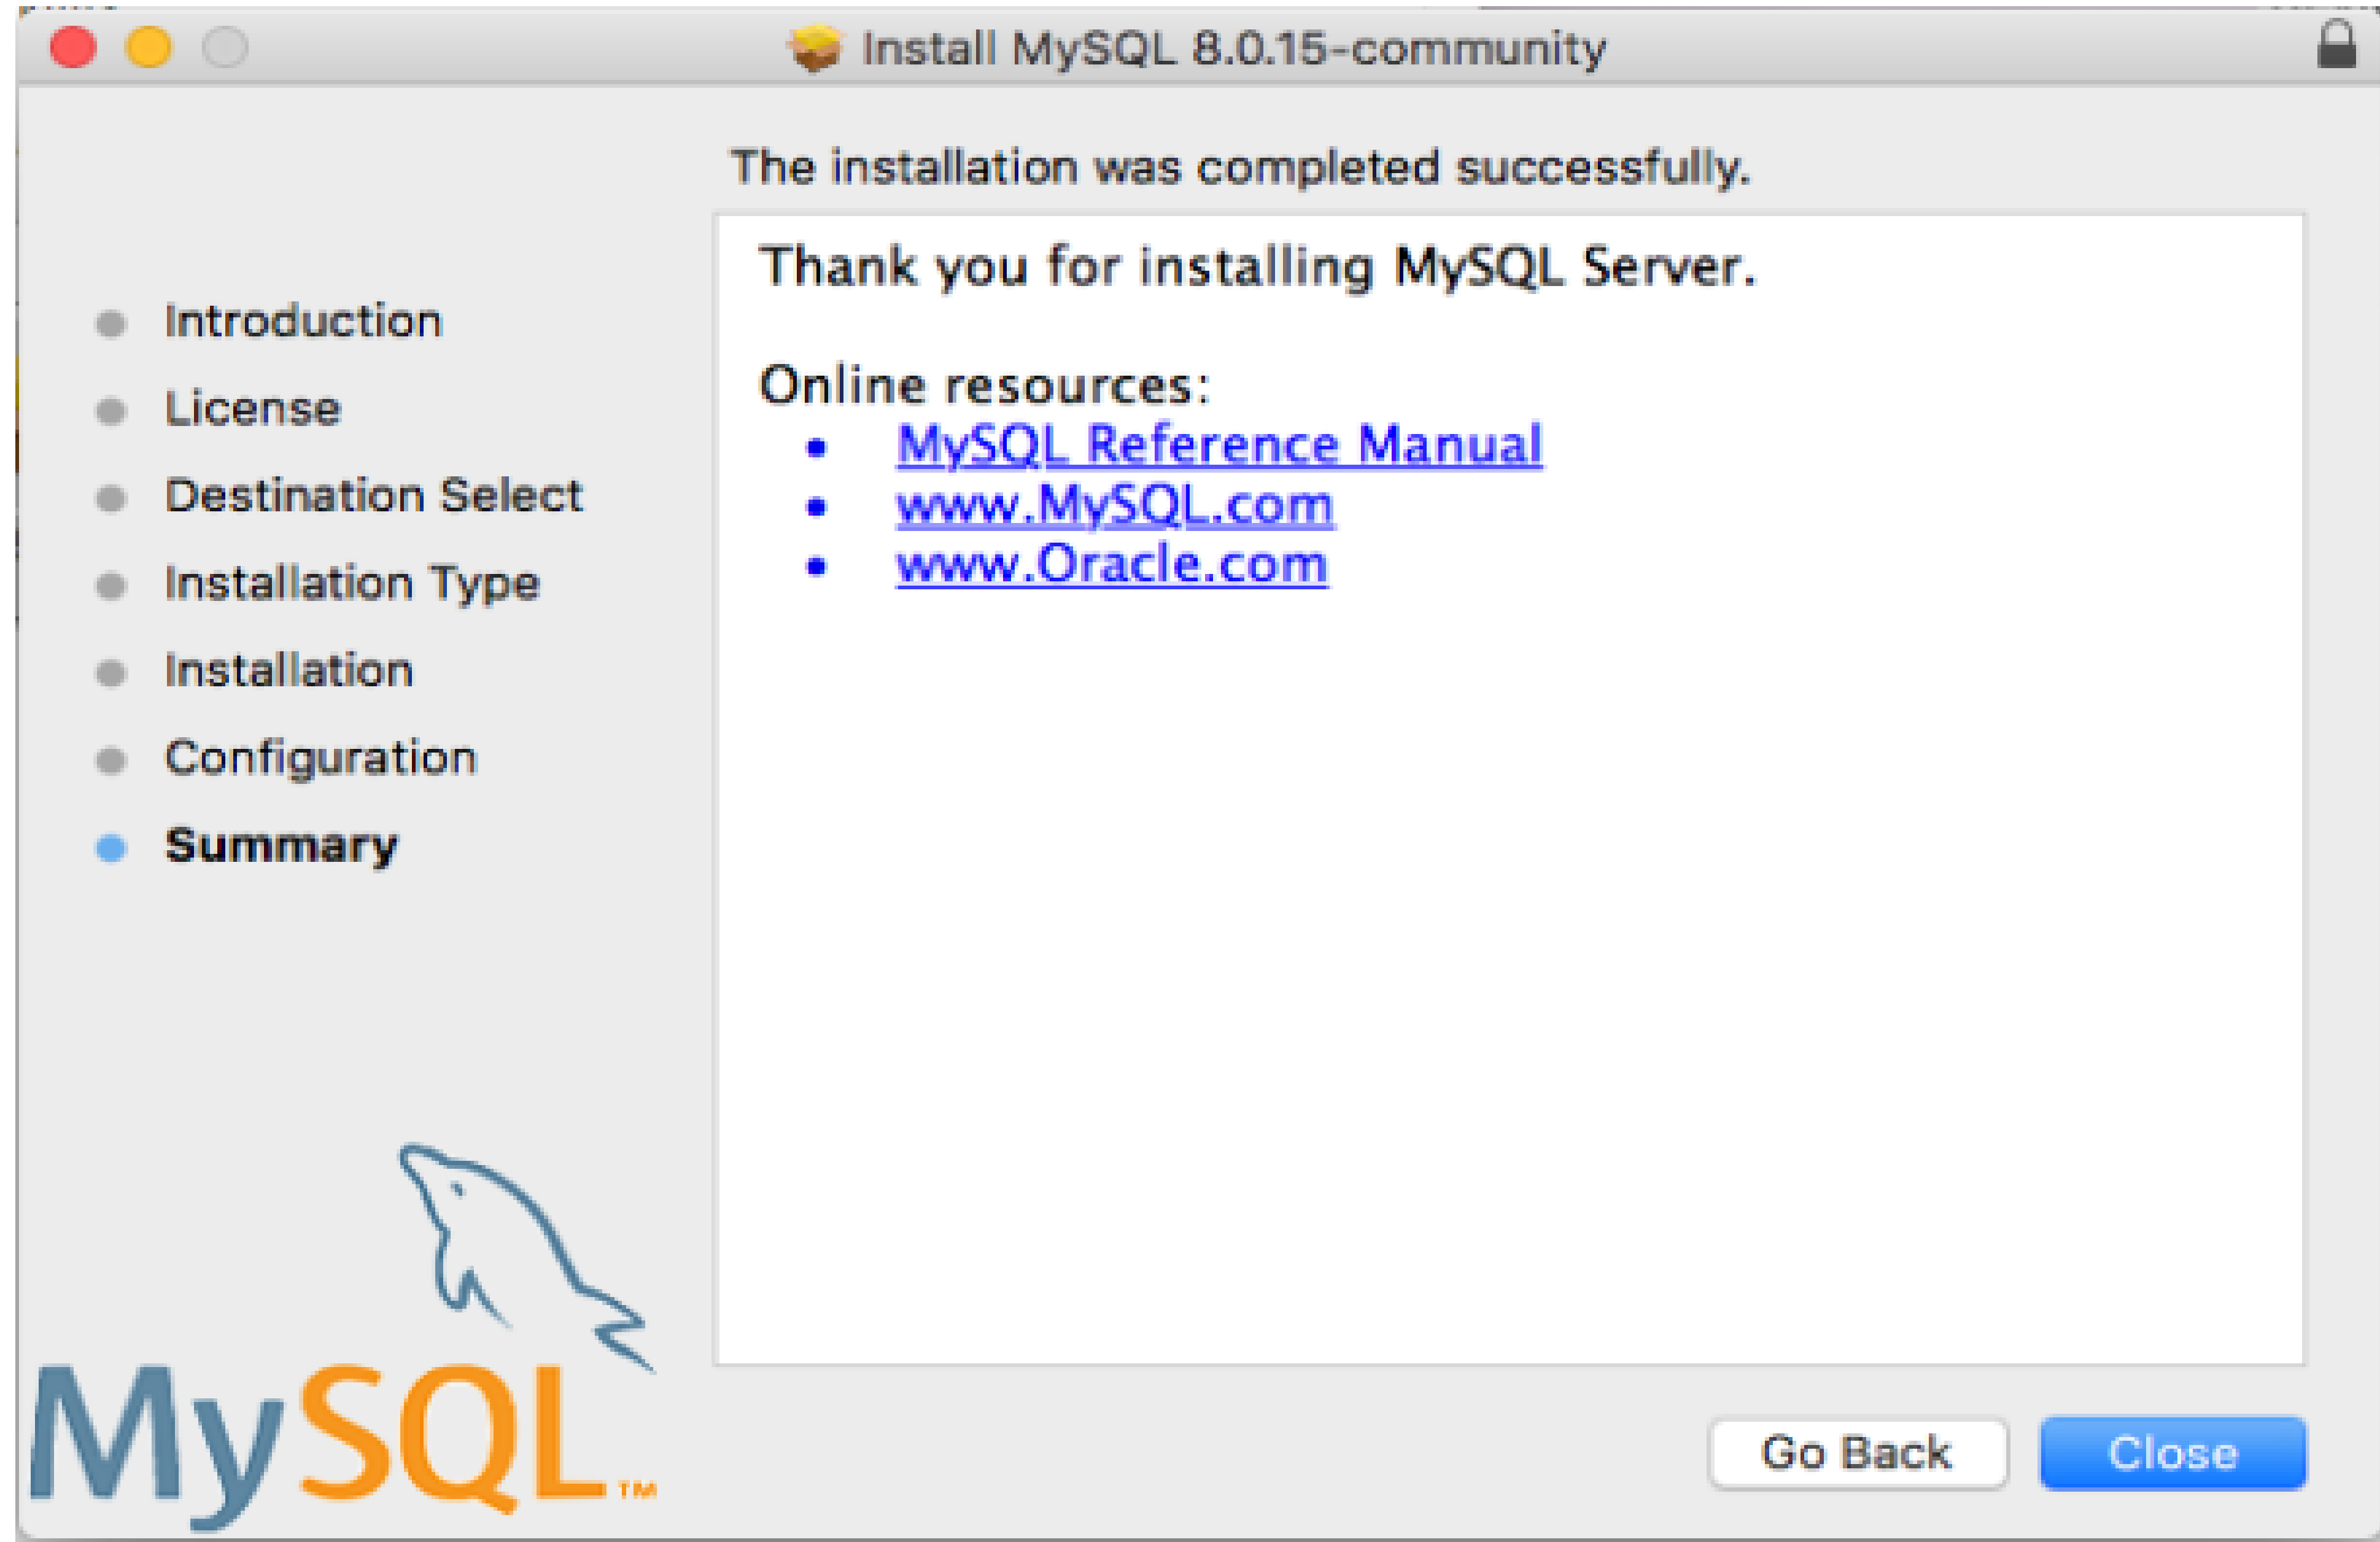 Install MySQL 8.0.15-community
The installation was completed successfully.
Introduction
License
Destination Select
Installation Type
Installation
Configuration
Summary
Thank you for installing MySQL Server.
Online resources:
• MySQL Reference Manual
• www.MySQL.com
• www.Oracle.com
MySQL™
Go Back
Close